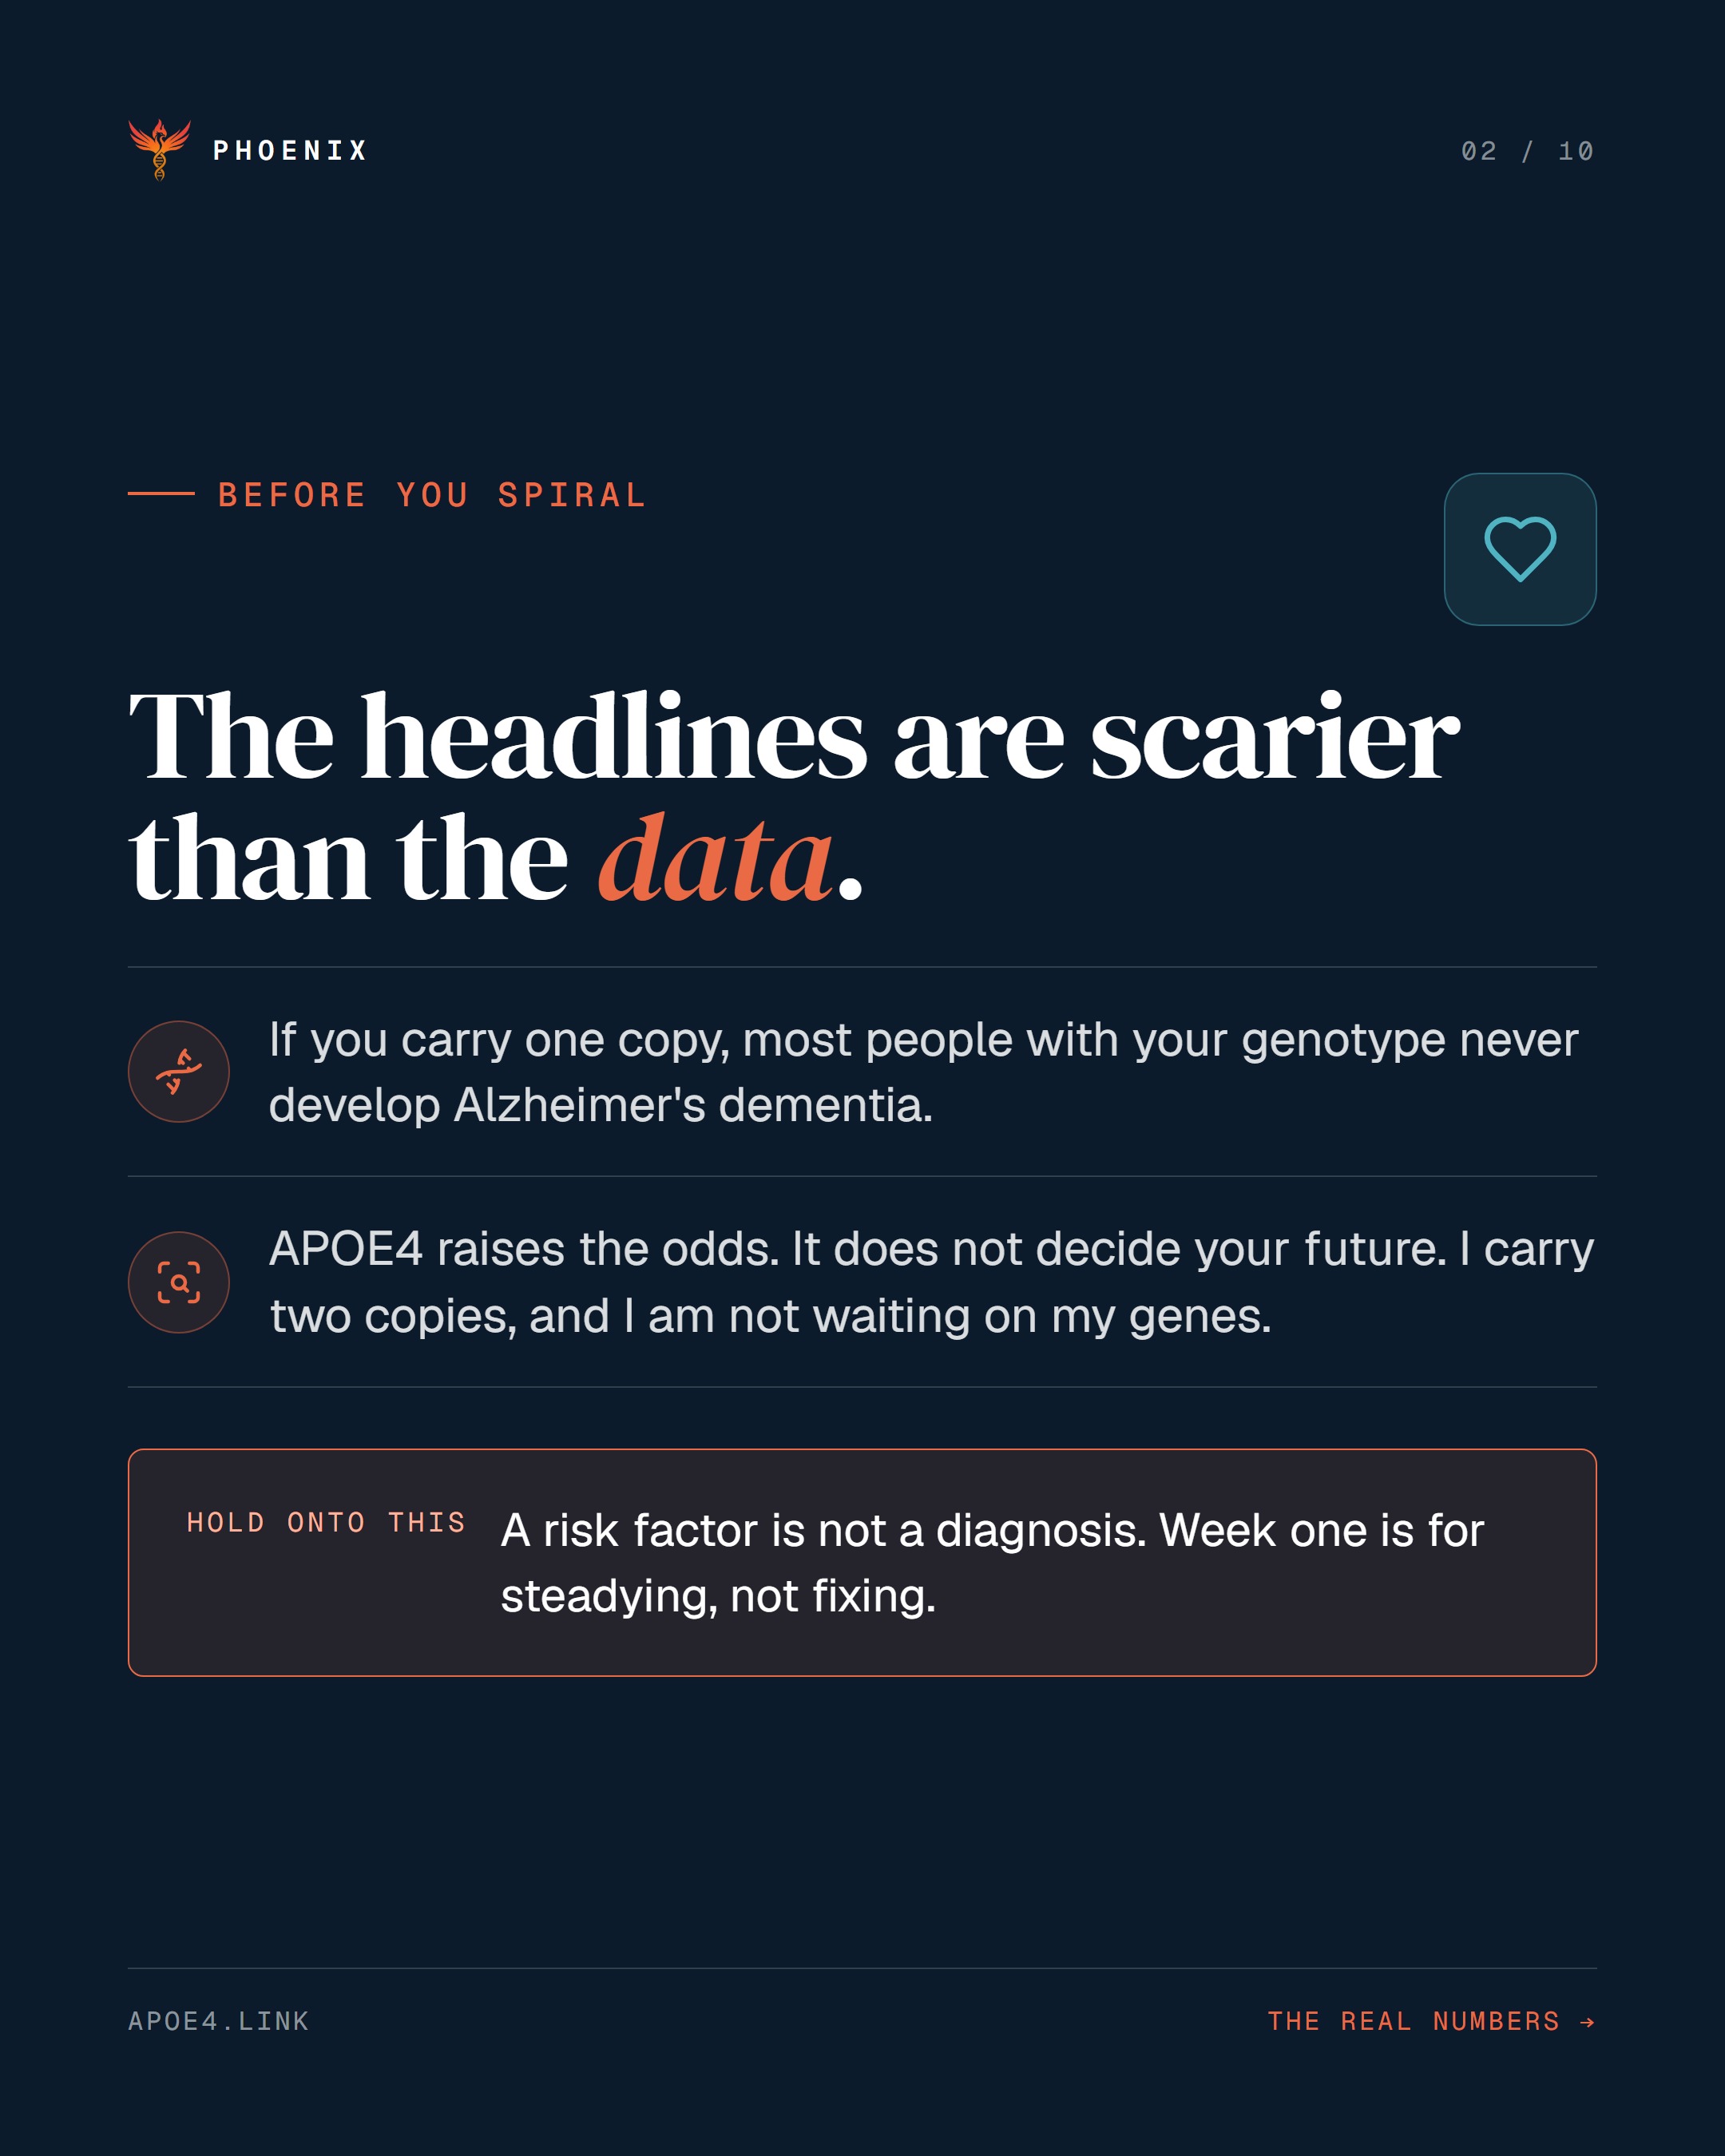 PHOENIX
02 / 10
BEFORE YOU SPIRAL
The headlines are scarier
than the data.
If you carry one copy, most people with your genotype never
develop Alzheimer's dementia.
APOE4 raises the odds. It does not decide your future. I carry
two copies, and I am not waiting on my genes.
HOLD ONTO THIS
A risk factor is not a diagnosis. Week one is for
steadying, not fixing.
APOE4.LINK
THE REAL NUMBERS →